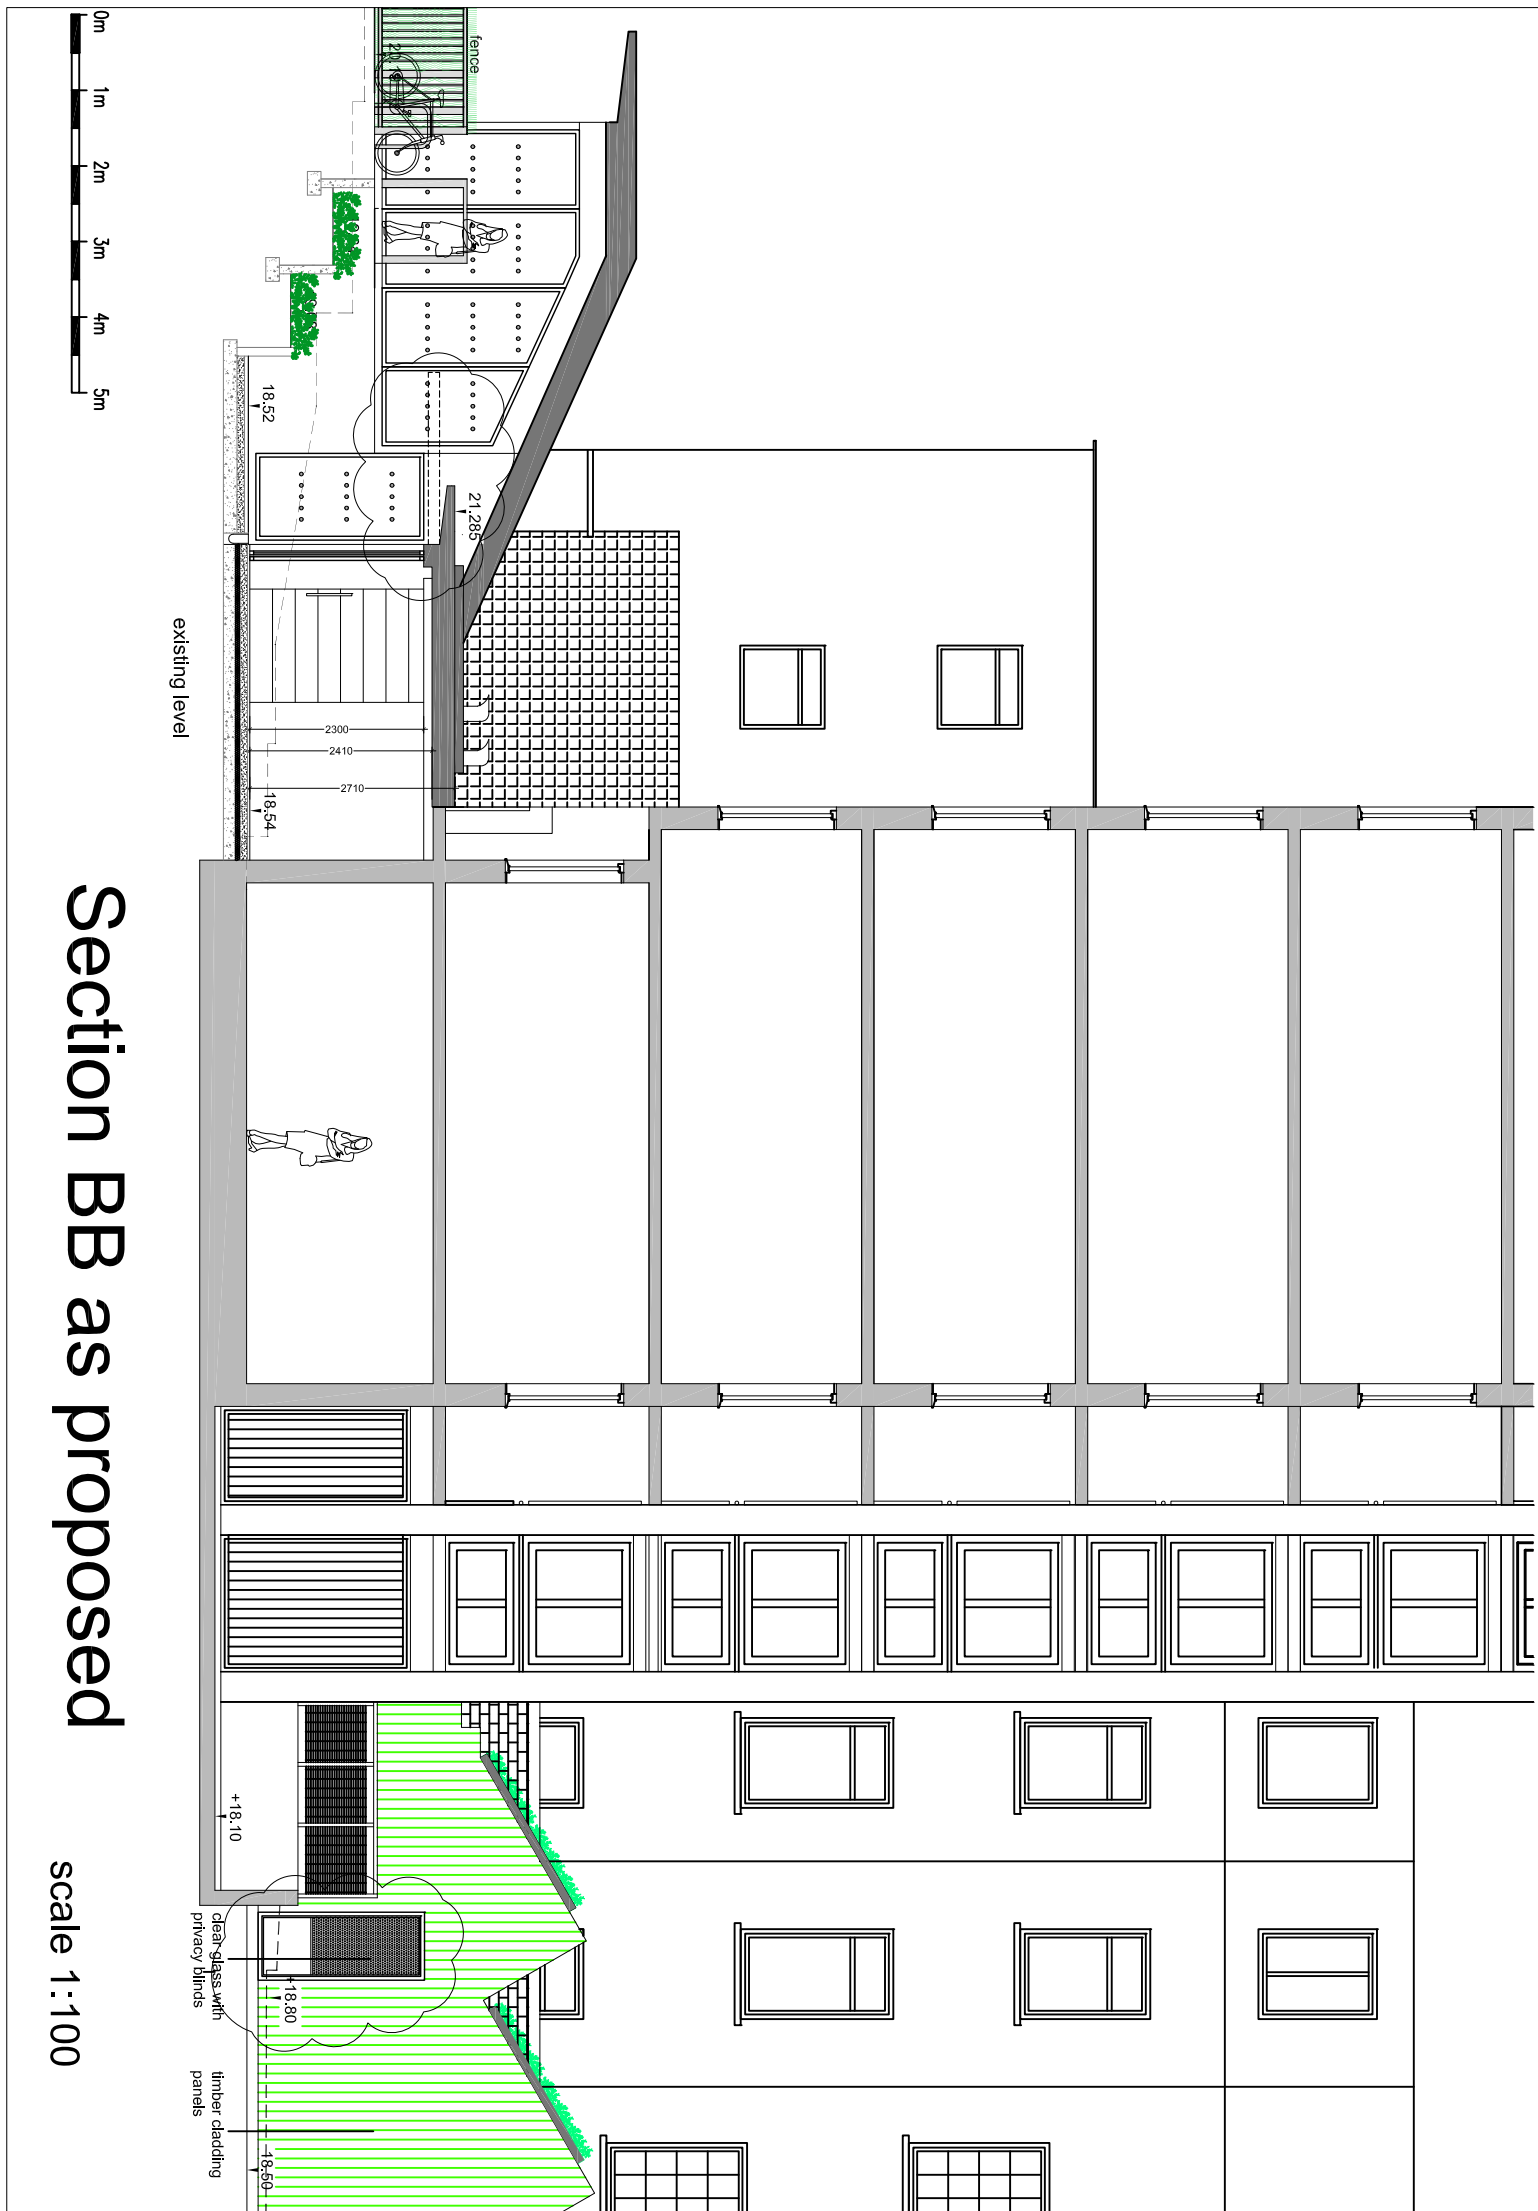 fence
21.285
18.52
2300
2410
2710
18.54
existing level
+18.10
+18.80
18.50
clear glass with
privacy blinds
timber cladding
panels
0m
1m
2m
3m
4m
5m
Section BB as proposed
scale 1:100